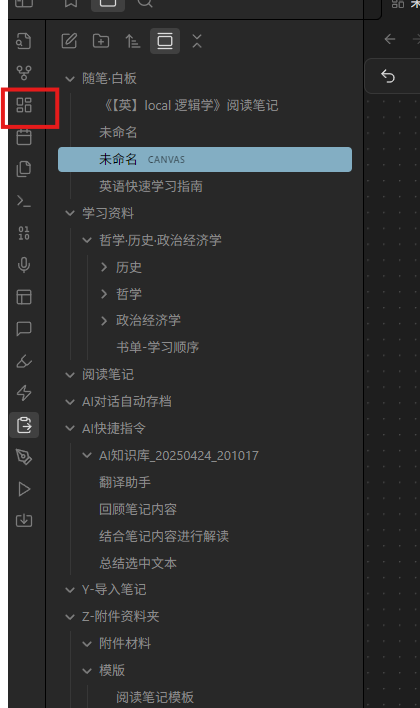 随笔·白板
《【英】local 逻辑学》阅读笔记
未命名
未命名 CANVAS
英语快速学习指南
学习资料
哲学·历史·政治经济学
历史
哲学
政治经济学
书单-学习顺序
阅读笔记
AI对话自动存档
AI快捷指令
AI知识库_20250424_201017
翻译助手
回顾笔记内容
结合笔记内容进行解读
总结选中文本
Y-导入笔记
Z-附件资料夹
附件材料
模版
阅读笔记模板